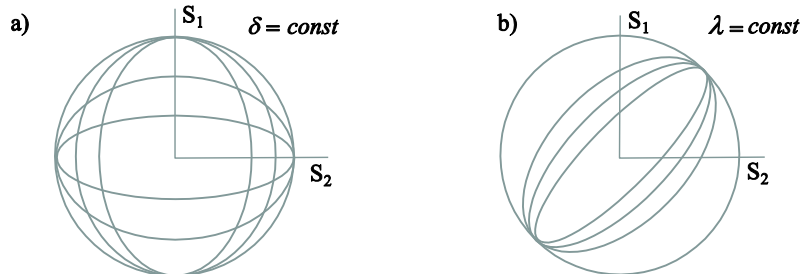 a)
S₁
δ = const
S₂
b)
S₁
λ = const
S₂